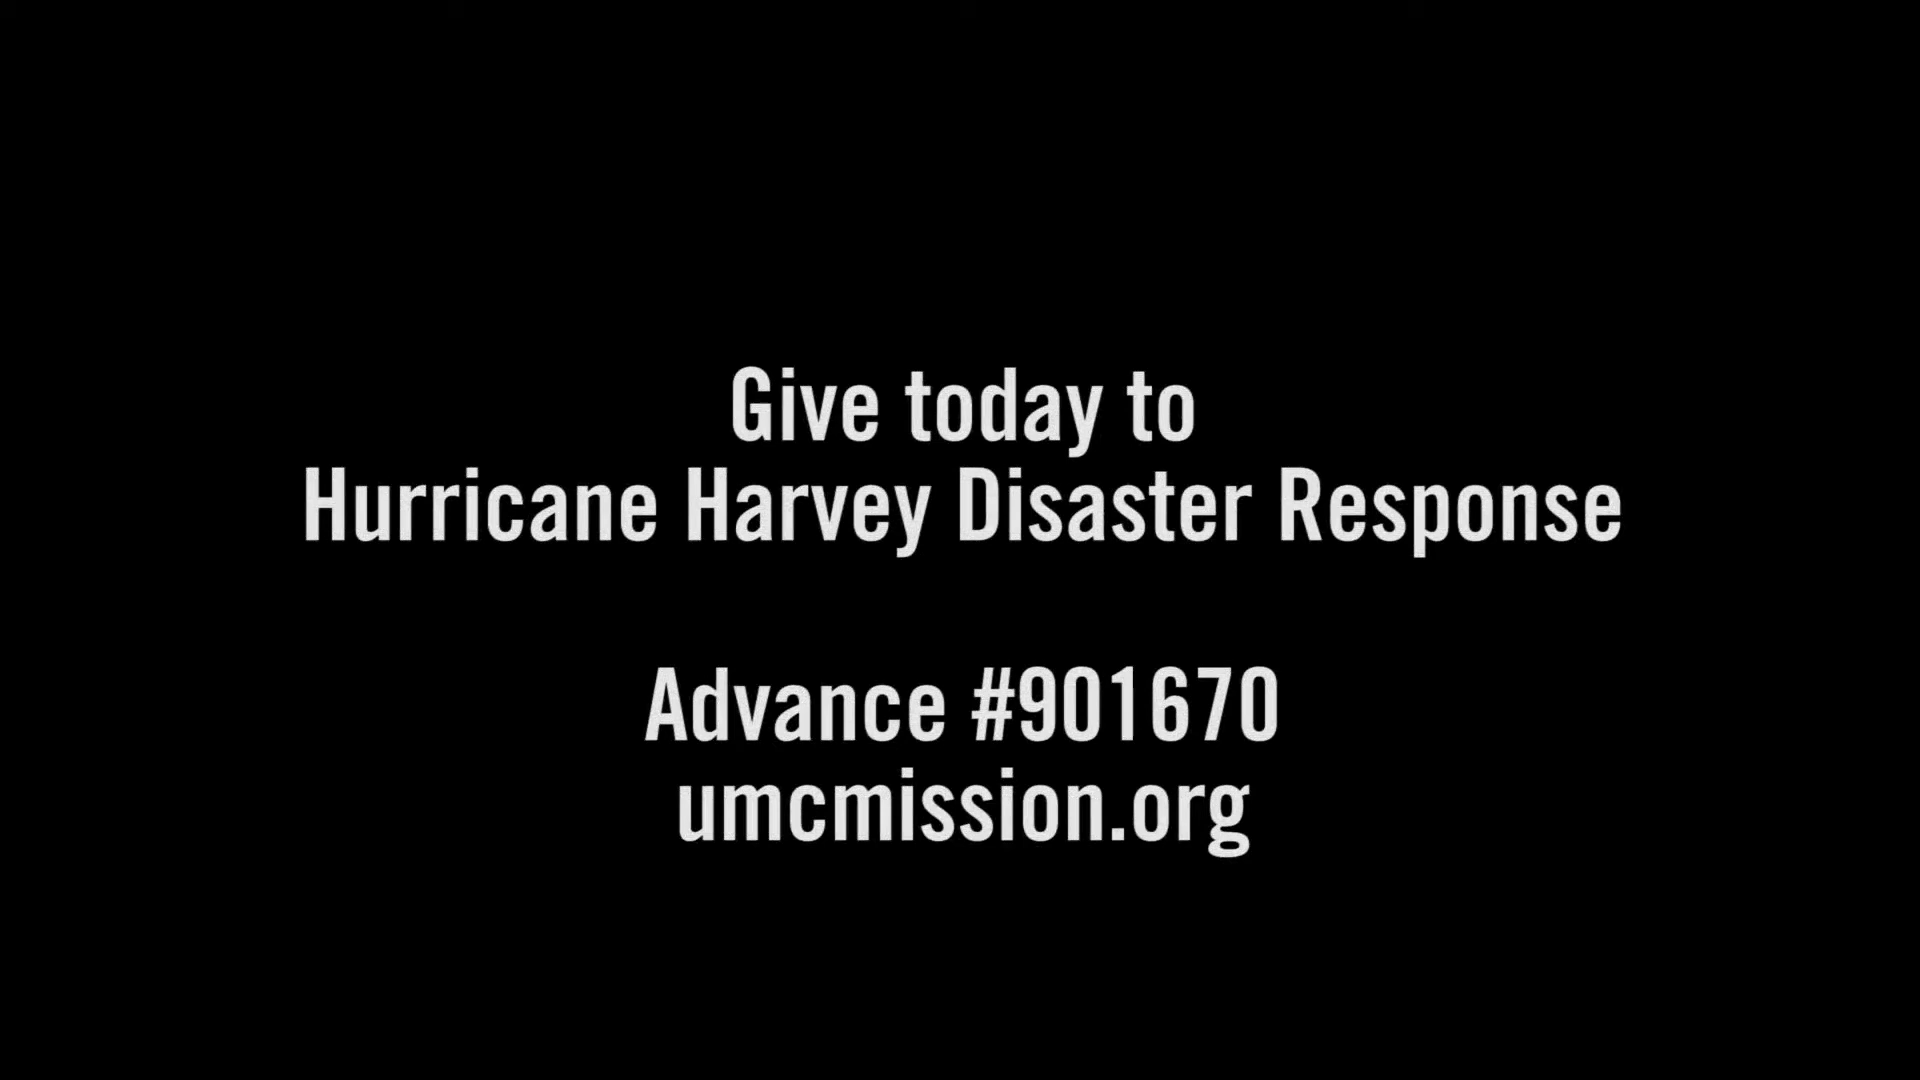 Give today to
Hurricane Harvey Disaster Response
Advance #901670
umcmission.org